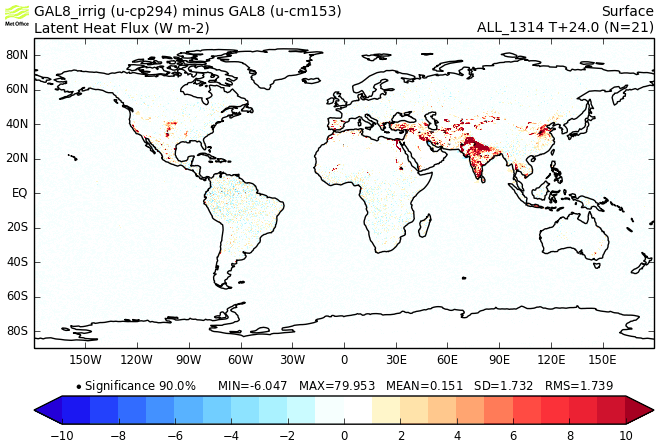 Met Office
GAL8_irrig (u-cp294) minus GAL8 (u-cm153) Surface
Latent Heat Flux (W m-2) ALL_1314 T+24.0 (N=21)
80N
60N
40N
20N
EQ
20S
40S
60S
80S
150W 120W 90W 60W 30W 0 30E 60E 90E 120E 150E
• Significance 90.0% MIN=-6.047 MAX=79.953 MEAN=0.151 SD=1.732 RMS=1.739
−10 −8 −6 −4 −2 0 2 4 6 8 10